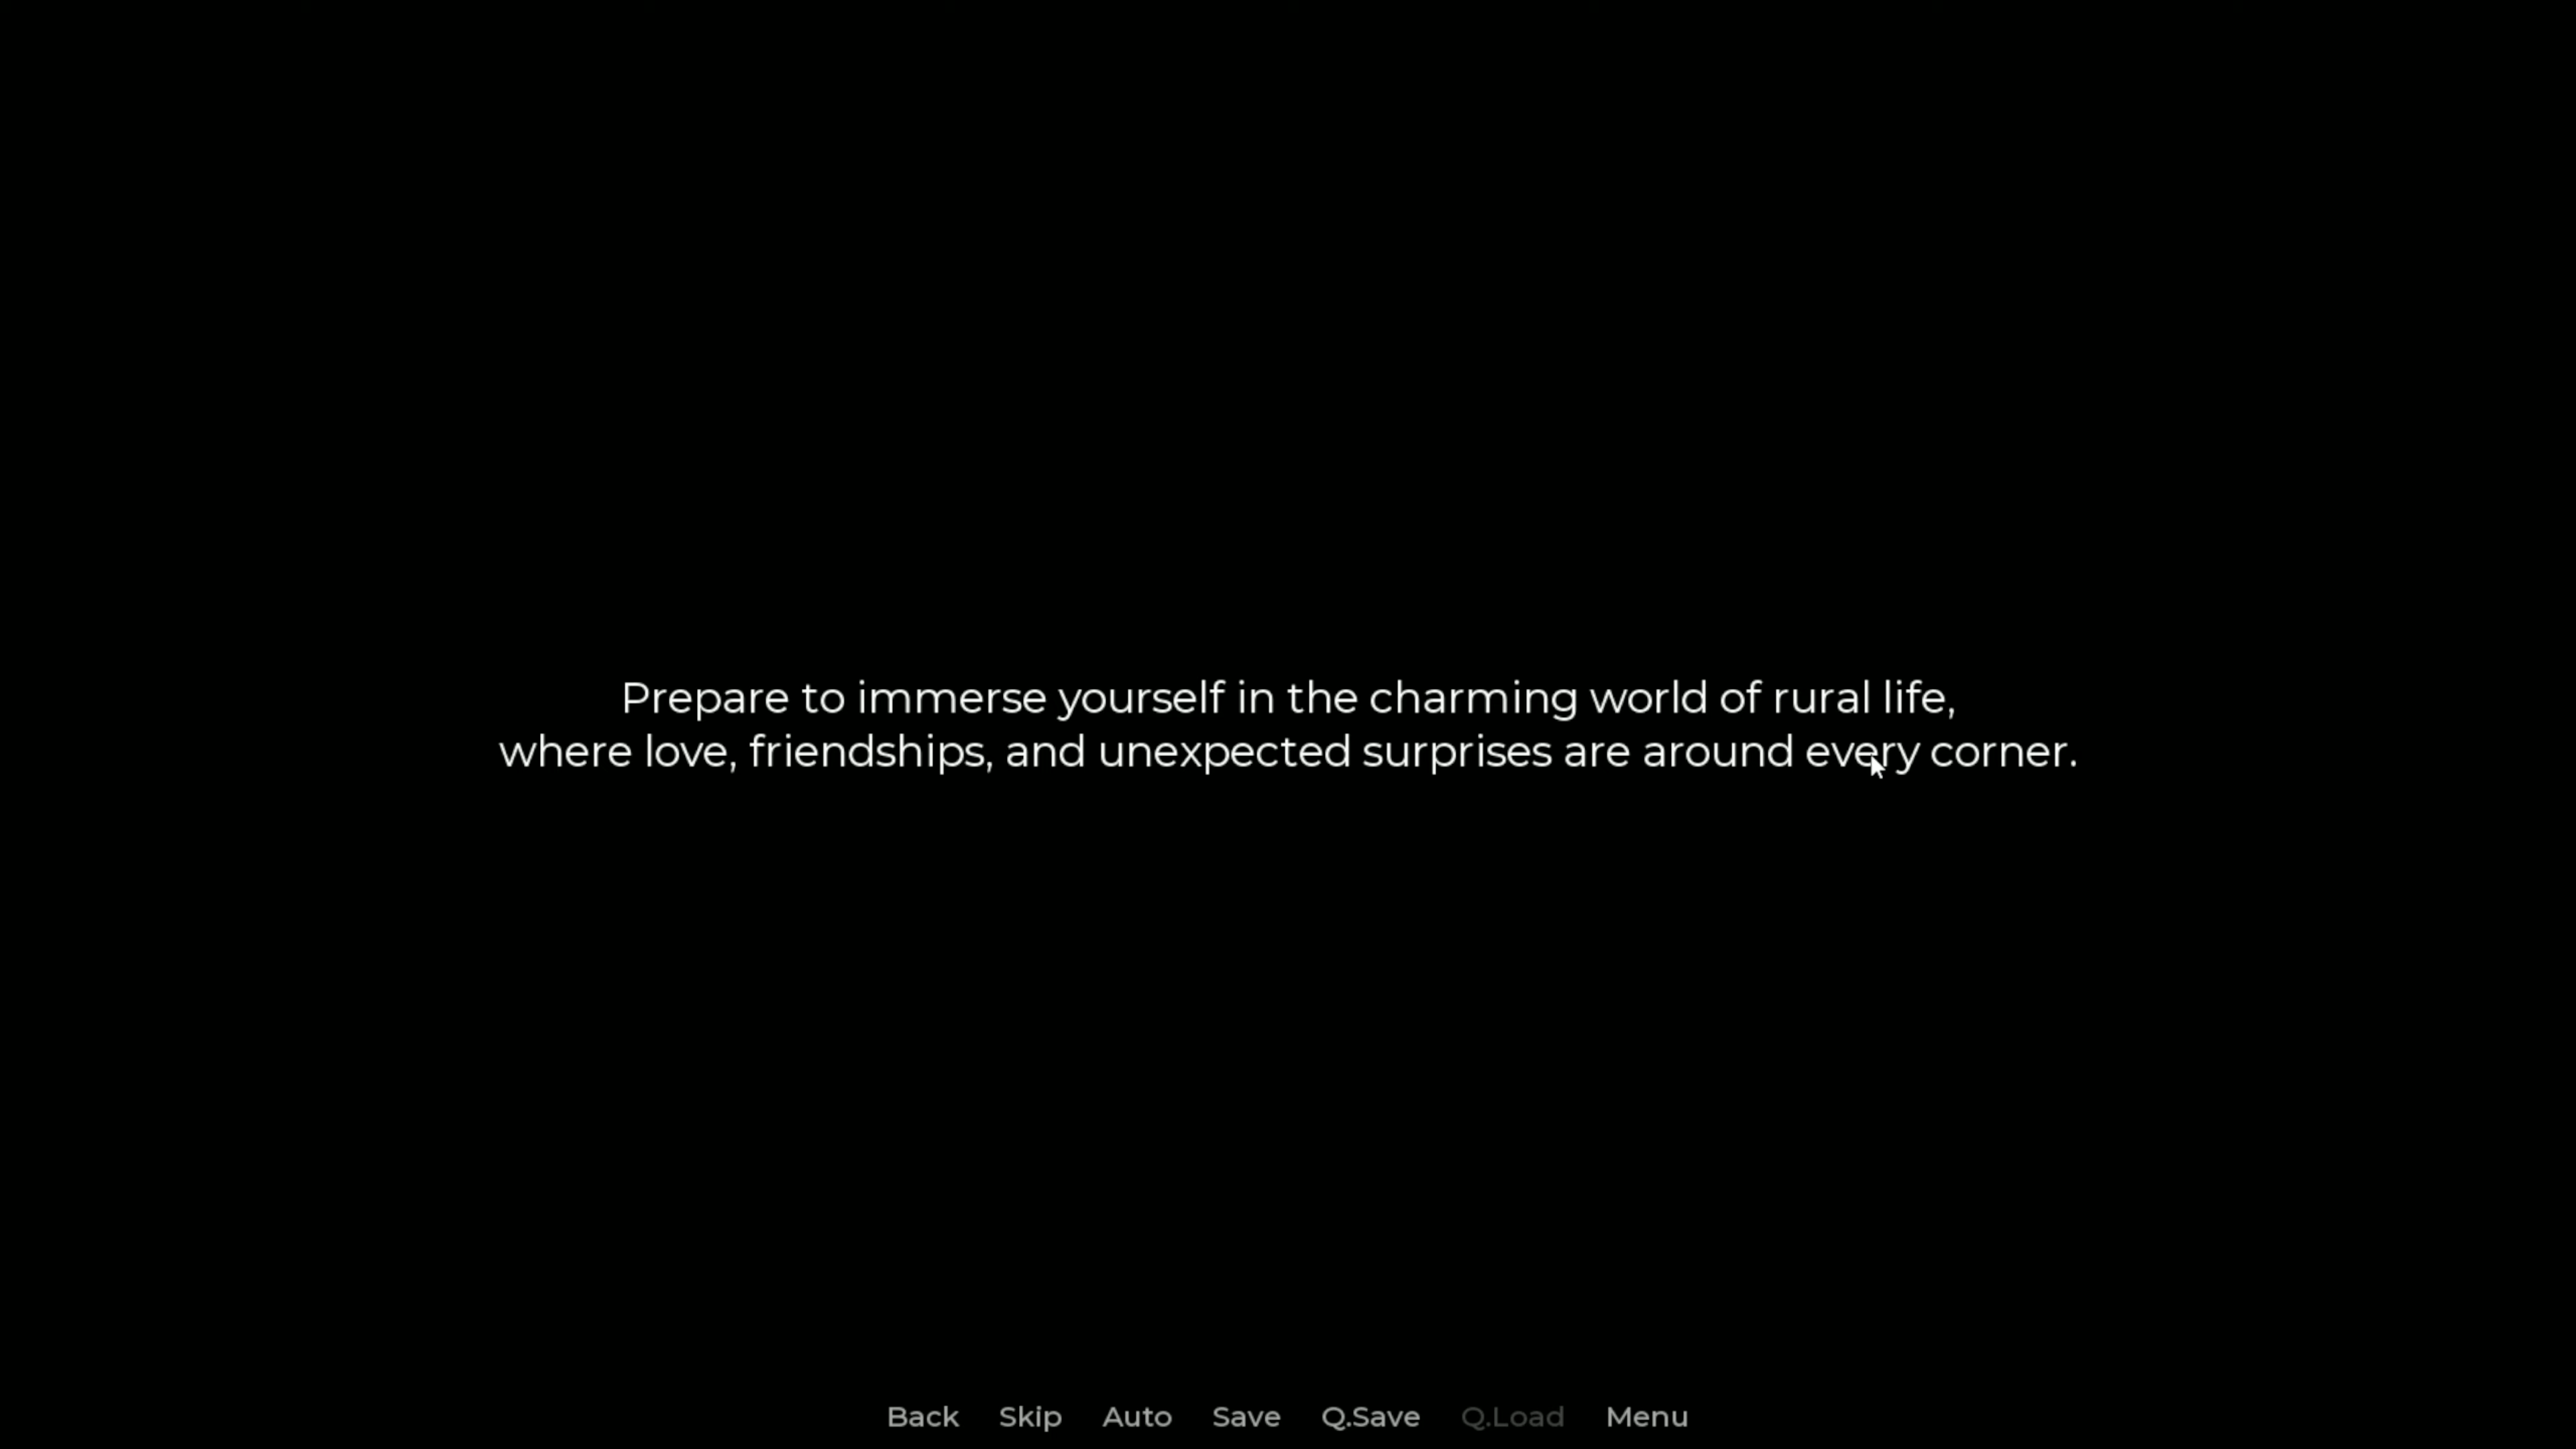 Prepare to immerse yourself in the charming world of rural life,
where love, friendships, and unexpected surprises are around every corner.
Back Skip Auto Save Q.Save Q.Load Menu